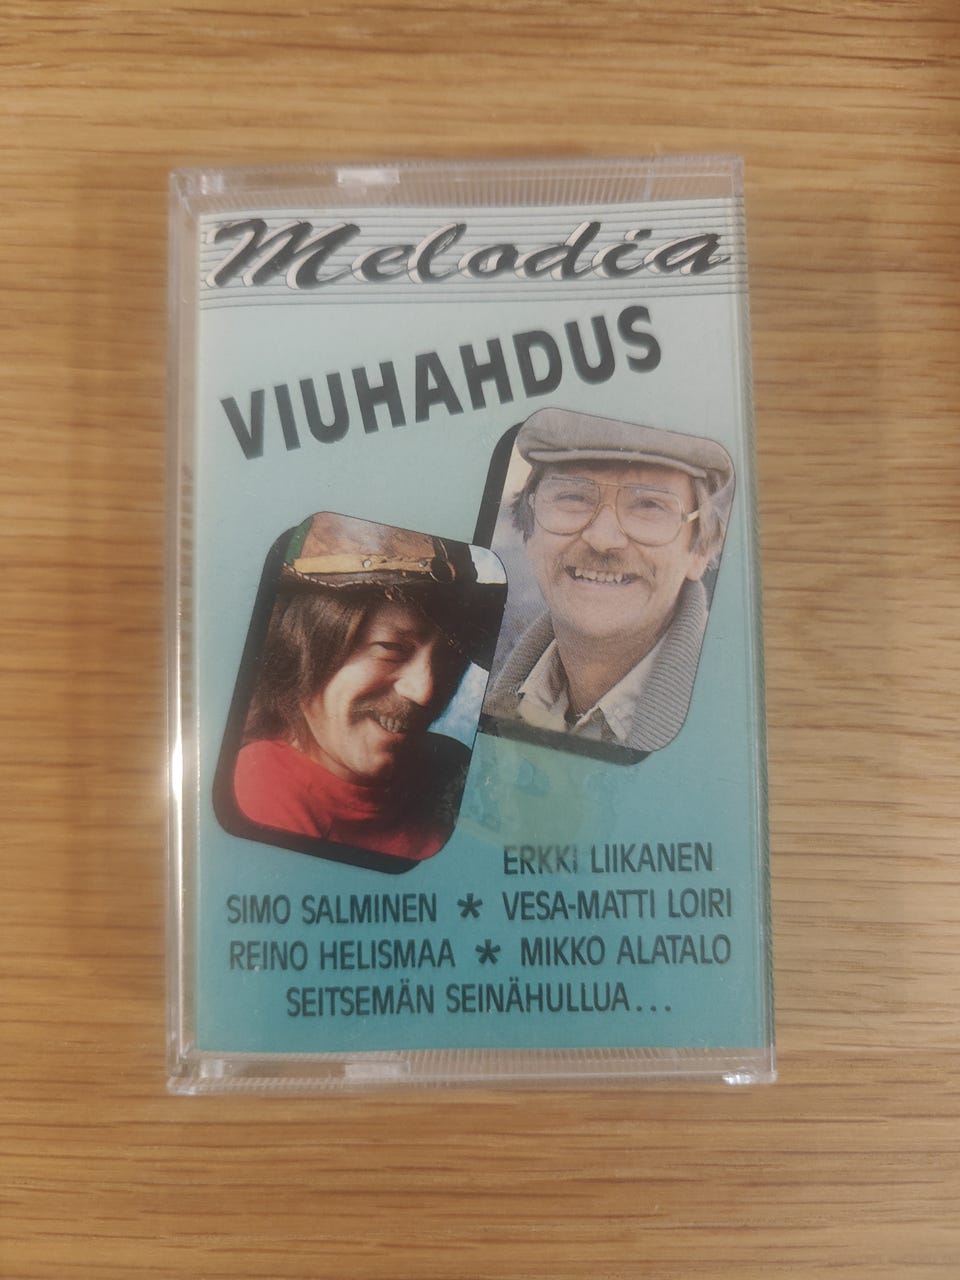 Melodia
VIUHAHDUS
ERKKI LIIKANEN
SIMO SALMINEN * VESA-MATTI LOIRI
REINO HELISMAA * MIKKO ALATALO
SEITSEMÄN SEINÄHULLUA...